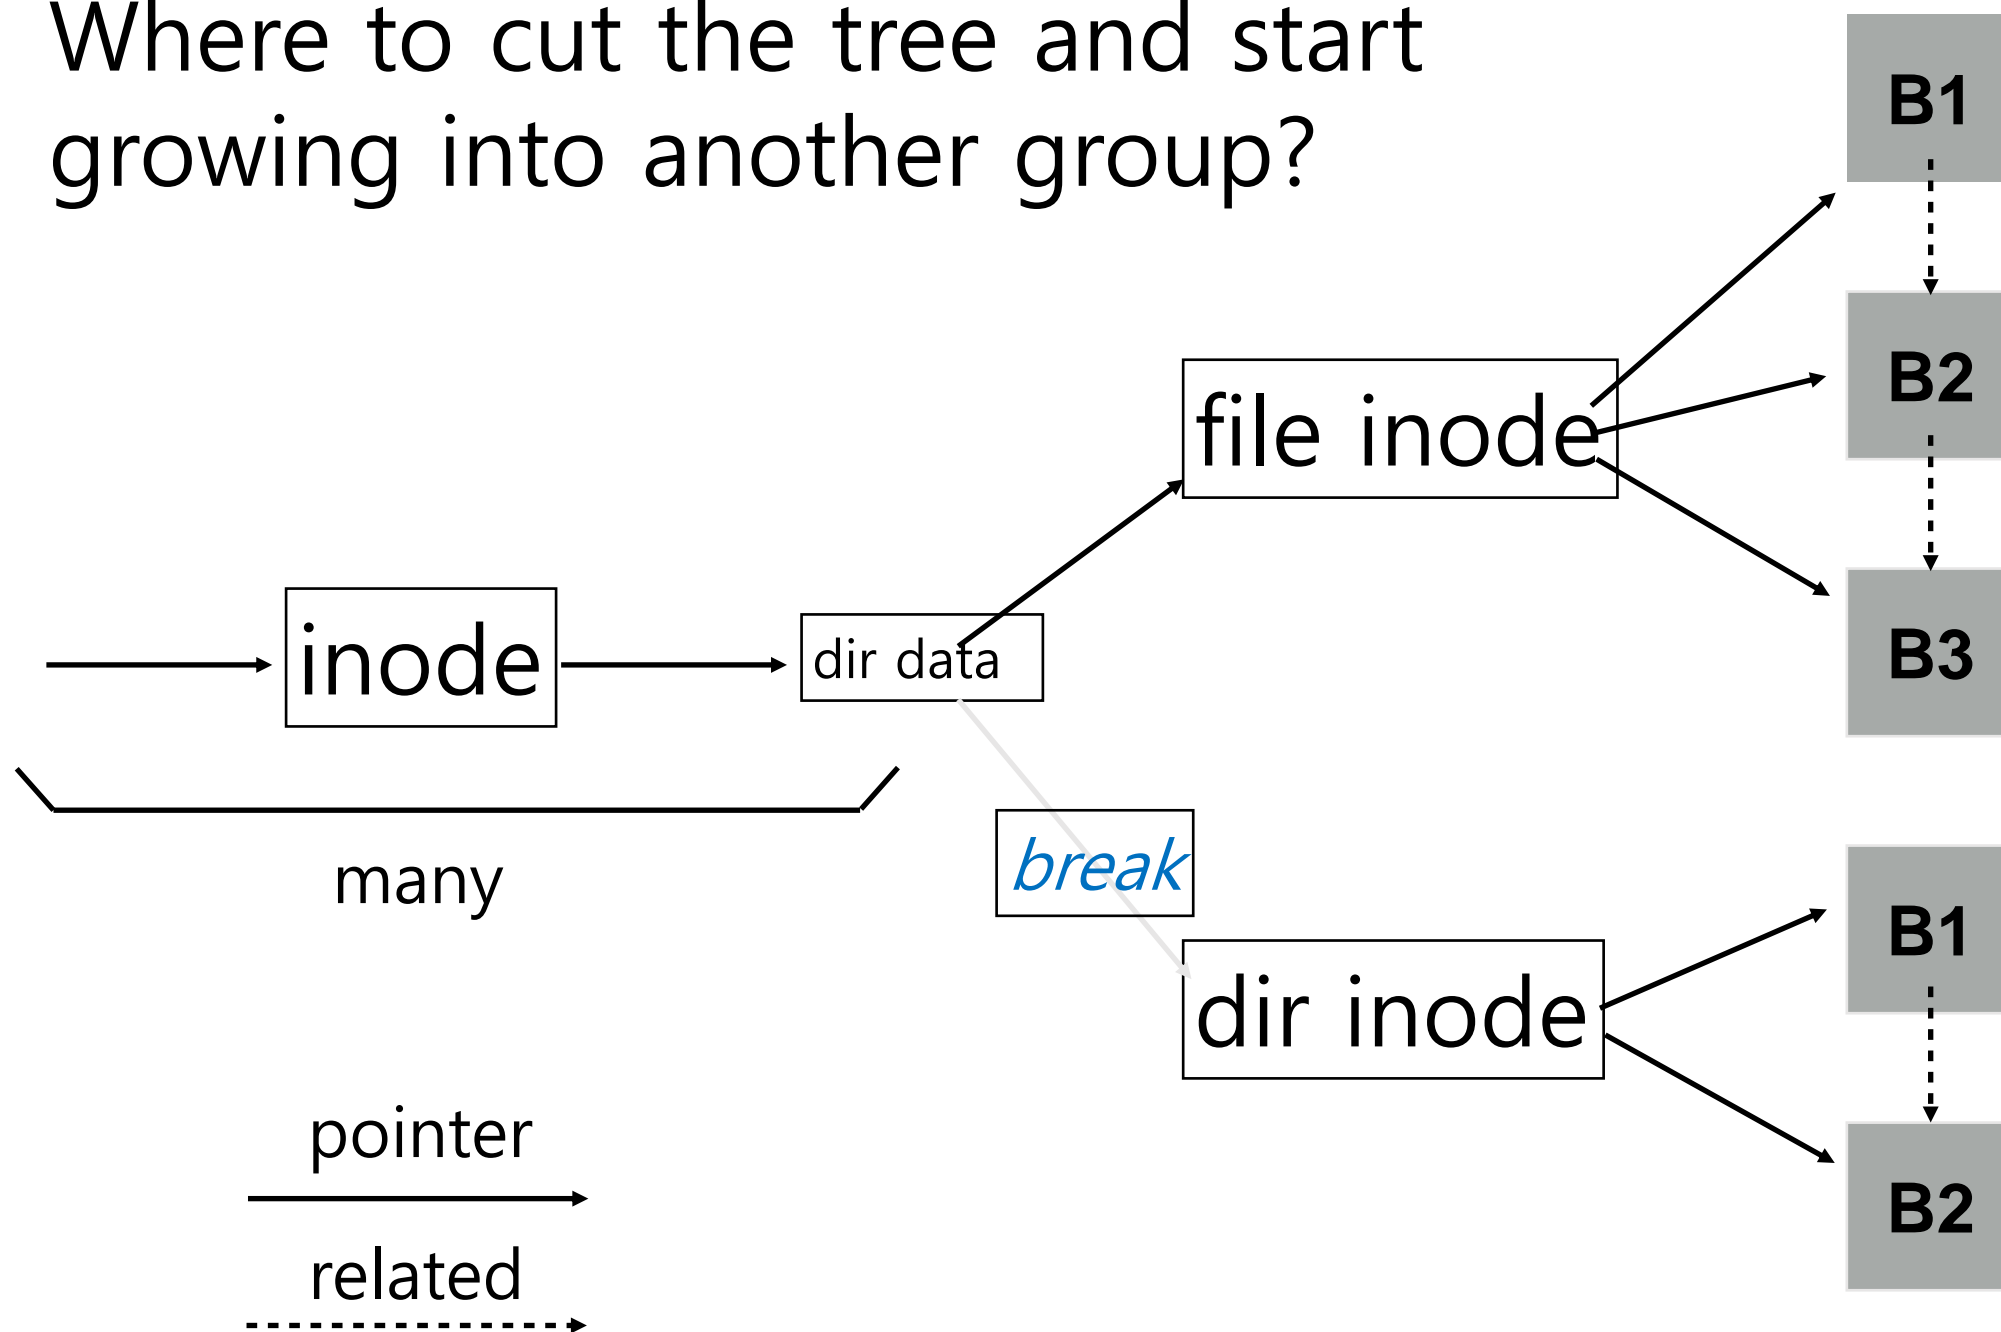 Where to cut the tree and start
growing into another group?
B1
B2
file inode
inode
dir data
B3
break
many
B1
dir inode
pointer
B2
related